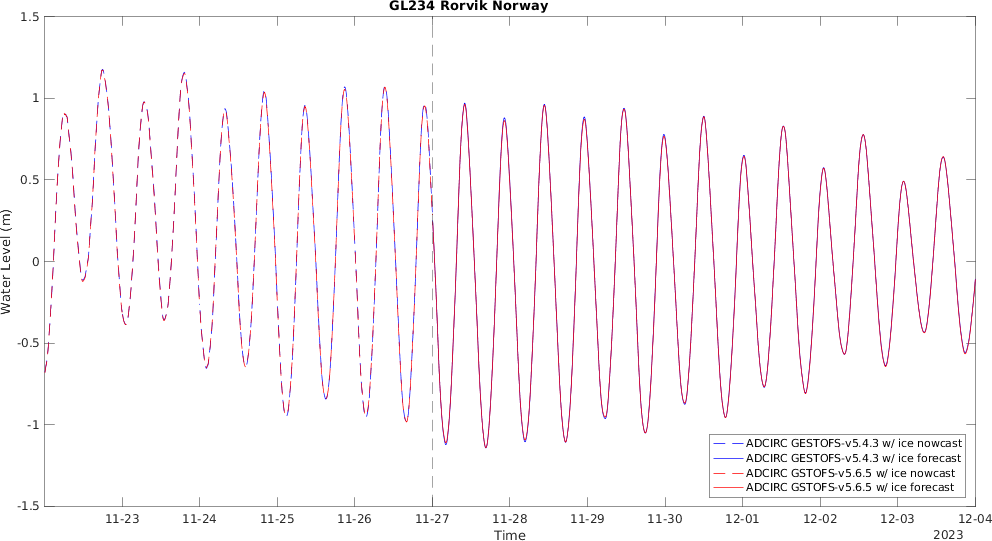 GL234 Rorvik Norway
1.5
1
0.5
0
-0.5
-1
-1.5
Water Level (m)
ADCIRC GESTOFS-v5.4.3 w/ ice nowcast
ADCIRC GESTOFS-v5.4.3 w/ ice forecast
ADCIRC GSTOFS-v5.6.5 w/ ice nowcast
ADCIRC GSTOFS-v5.6.5 w/ ice forecast
11-23 11-24 11-25 11-26 11-27 11-28 11-29 11-30 12-01 12-02 12-03 12-04
Time
2023